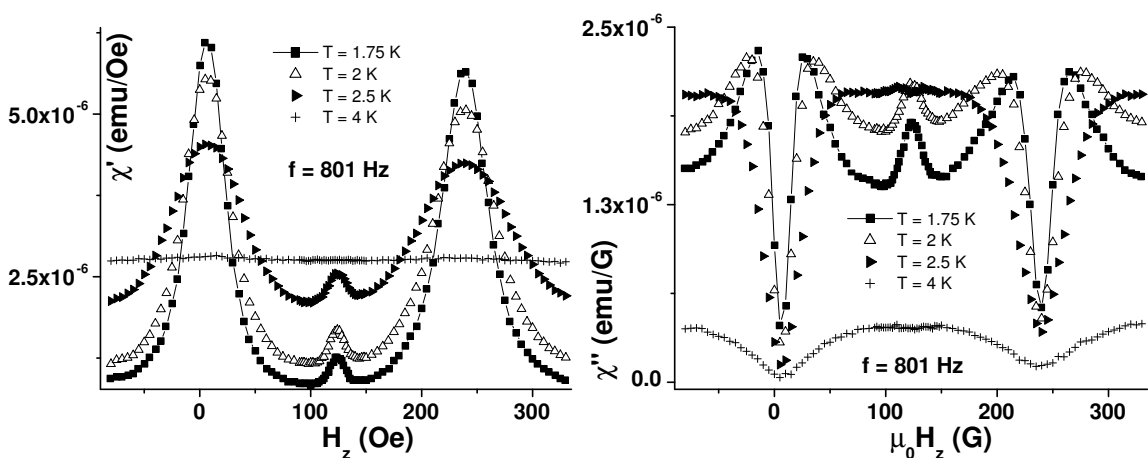 χ' (emu/Oe)
5.0x10⁻⁶
2.5x10⁻⁶
T = 1.75 K
T = 2 K
T = 2.5 K
T = 4 K
f = 801 Hz
0 100 200 300
H_z (Oe)
χ'' (emu/G)
2.5x10⁻⁶
1.3x10⁻⁶
0.0
T = 1.75 K
T = 2 K
T = 2.5 K
T = 4 K
f = 801 Hz
0 100 200 300
μ₀H_z (G)